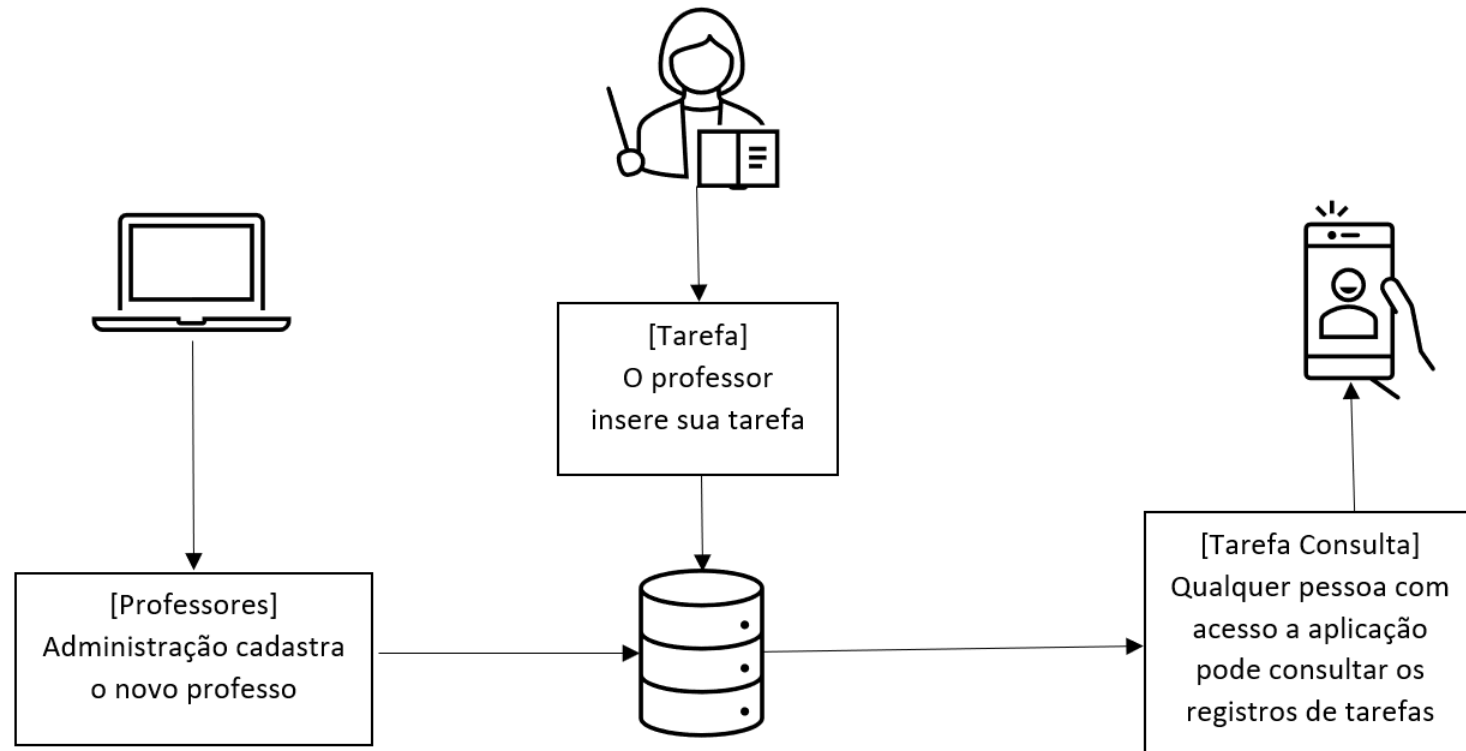 [Tarefa]
O professor
insere sua tarefa
[Professores]
Administração cadastra
o novo professo
[Tarefa Consulta]
Qualquer pessoa com
acesso a aplicação
pode consultar os
registros de tarefas